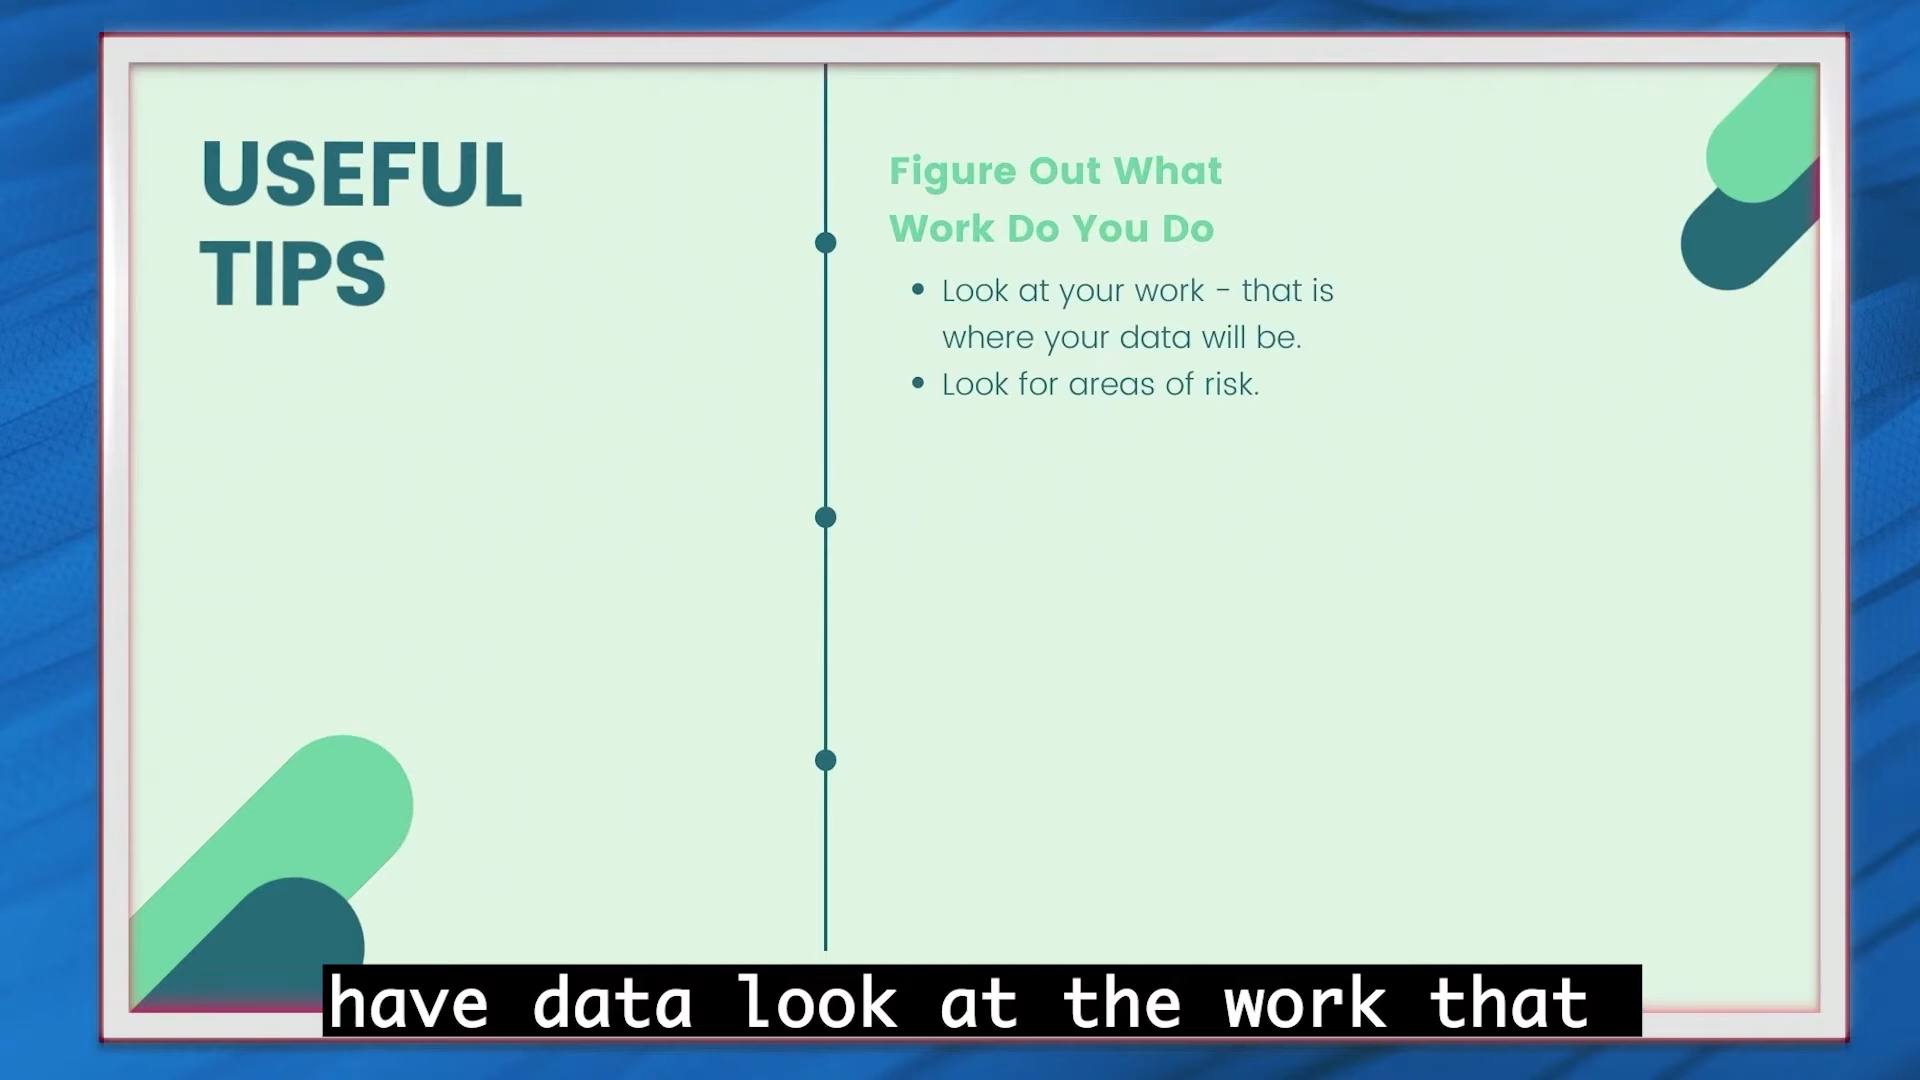 USEFUL
TIPS
Figure Out What
Work Do You Do
• Look at your work - that is
where your data will be.
• Look for areas of risk.
have data look at the work that